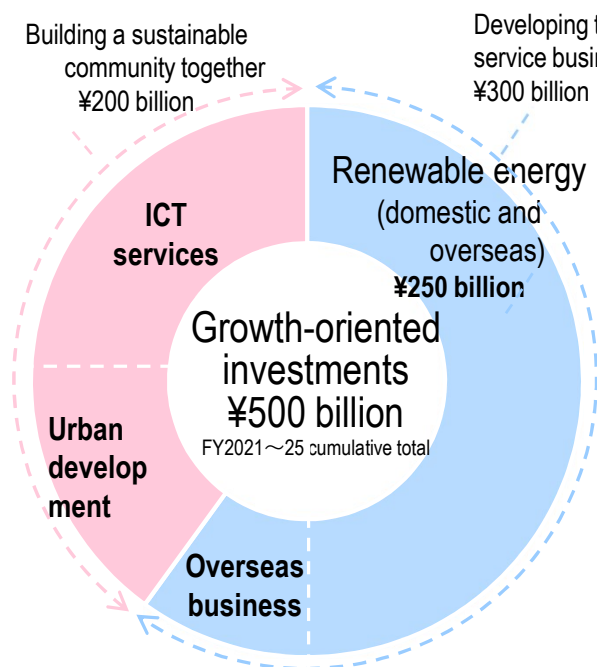 Building a sustainable
community together
¥200 billion
Developing
service
¥300 billion
Renewable energy
(domestic and
overseas)
¥250 billion
ICT
services
Growth-oriented
investments
¥500 billion
FY2021～25 cumulative total
Urban
develop
ment
Overseas
business